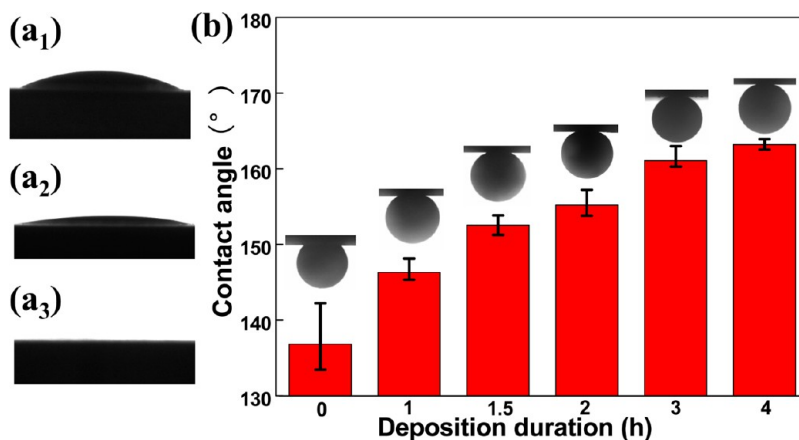 (a1)
(a2)
(a3)
(b)
Contact angle (°)
180
170
160
150
140
130
0 1 1.5 2 3 4
Deposition duration (h)